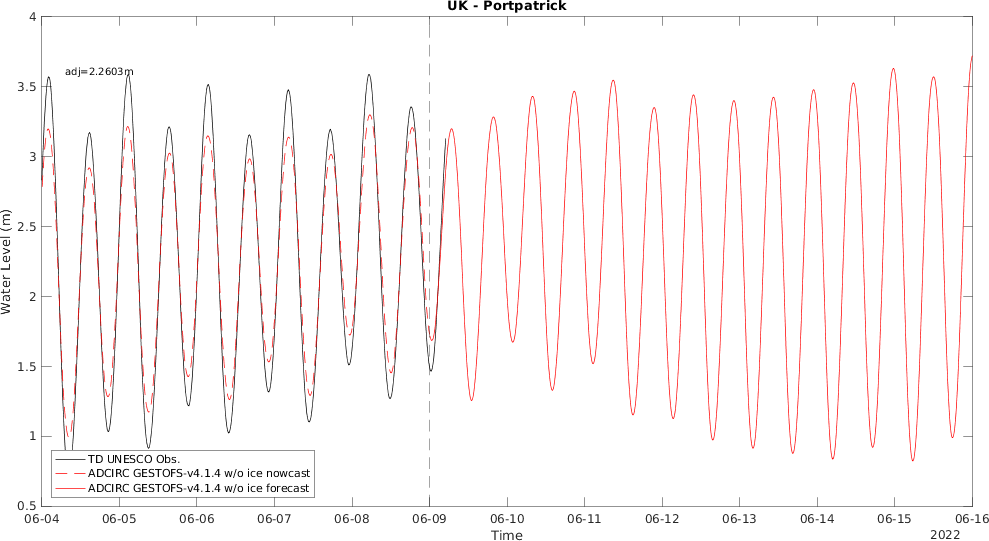 UK - Portpatrick
4
3.5
3
2.5
2
1.5
1
0.5
Water Level (m)
adj=2.2603m
TD UNESCO Obs.
ADCIRC GESTOFS-v4.1.4 w/o ice nowcast
ADCIRC GESTOFS-v4.1.4 w/o ice forecast
06-04 06-05 06-06 06-07 06-08 06-09 06-10 06-11 06-12 06-13 06-14 06-15 06-16
Time
2022